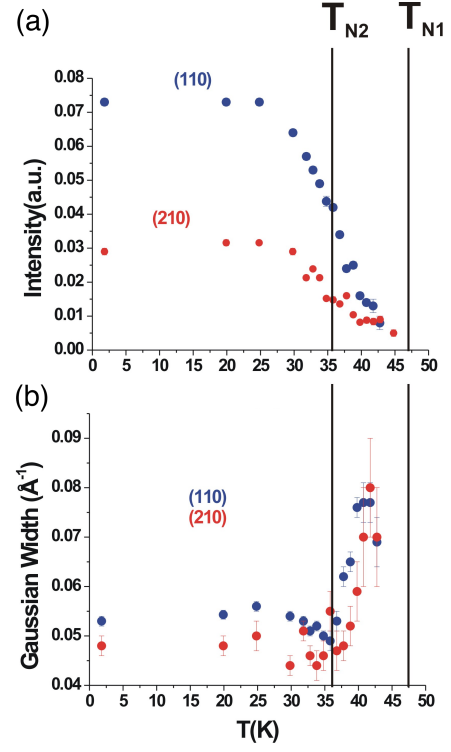 (a)
T N2
T N1
0.08
0.07
0.06
0.05
0.04
0.03
0.02
0.01
0.00
Intensity(a.u.)
(110)
(210)
0 5 10 15 20 25 30 35 40 45 50
(b)
0.09
0.08
0.07
0.06
0.05
0.04
Gaussian Width (Å⁻¹)
(110)
(210)
0 5 10 15 20 25 30 35 40 45 50
T(K)